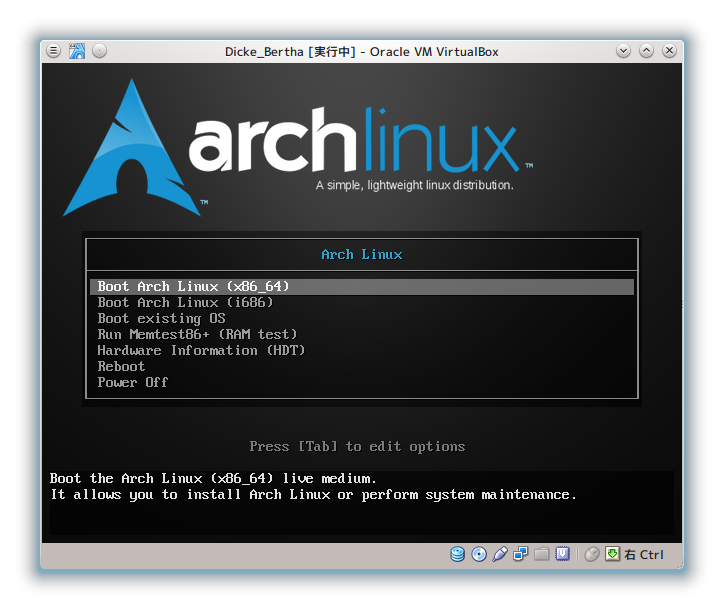 Dicke_Bertha [実行中] - Oracle VM VirtualBox
archlinux™
A simple, lightweight linux distribution.
™
Arch Linux
Boot Arch Linux (x86_64)
Boot Arch Linux (i686)
Boot existing OS
Run Memtest86+ (RAM test)
Hardware Information (HDT)
Reboot
Power Off
Press [Tab] to edit options
Boot the Arch Linux (x86_64) live medium.
It allows you to install Arch Linux or perform system maintenance.
右 Ctrl